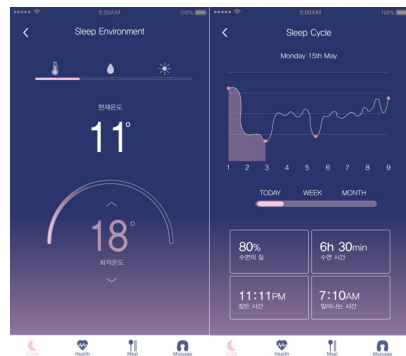 9:00AM
100%
Sleep Environment
현재온도
11°
18°
최적온도
Sleep
Health
Meal
Massage
9:00AM
100%
Sleep Cycle
Monday 15th May
1 2 3 4 5 6 7 8 9
TODAY WEEK MONTH
80% 6h 30min
수면의 질 수면 시간
11:11PM 7:10AM
잠든 시간 일어나는 시간
Sleep
Health
Meal
Massage